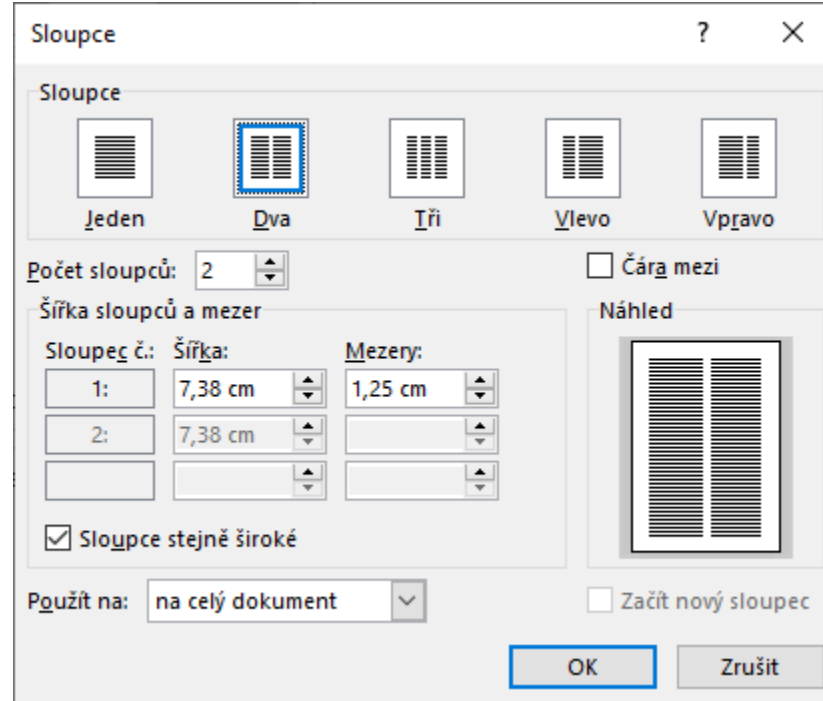 Sloupce ?
Sloupce
Jeden Dva Tři Vlevo Vpravo
Počet sloupců: 2 Čára mezi
Šířka sloupců a mezer Náhled
Sloupec č.: Šířka: Mezery:
1: 7,38 cm 1,25 cm
2: 7,38 cm
Sloupce stejně široké
Použít na: na celý dokument Začít nový sloupec
OK Zrušit